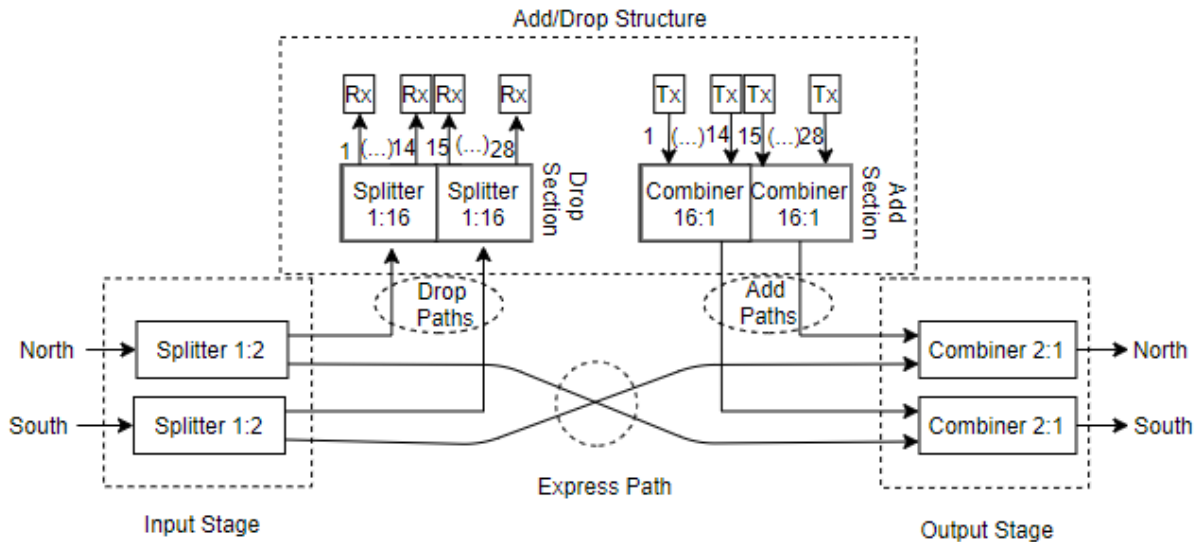 Add/Drop Structure
Rx Rx Rx Rx
Tx Tx Tx Tx
1 (...) 14 15 (...) 28
1 (...) 14 15 (...) 28
Splitter
1:16
Splitter
1:16
Drop
Section
Combiner
16:1
Combiner
16:1
Add
Section
Drop
Paths
Add
Paths
North
Splitter 1:2
Combiner 2:1
North
South
Splitter 1:2
Combiner 2:1
South
Express Path
Input Stage
Output Stage